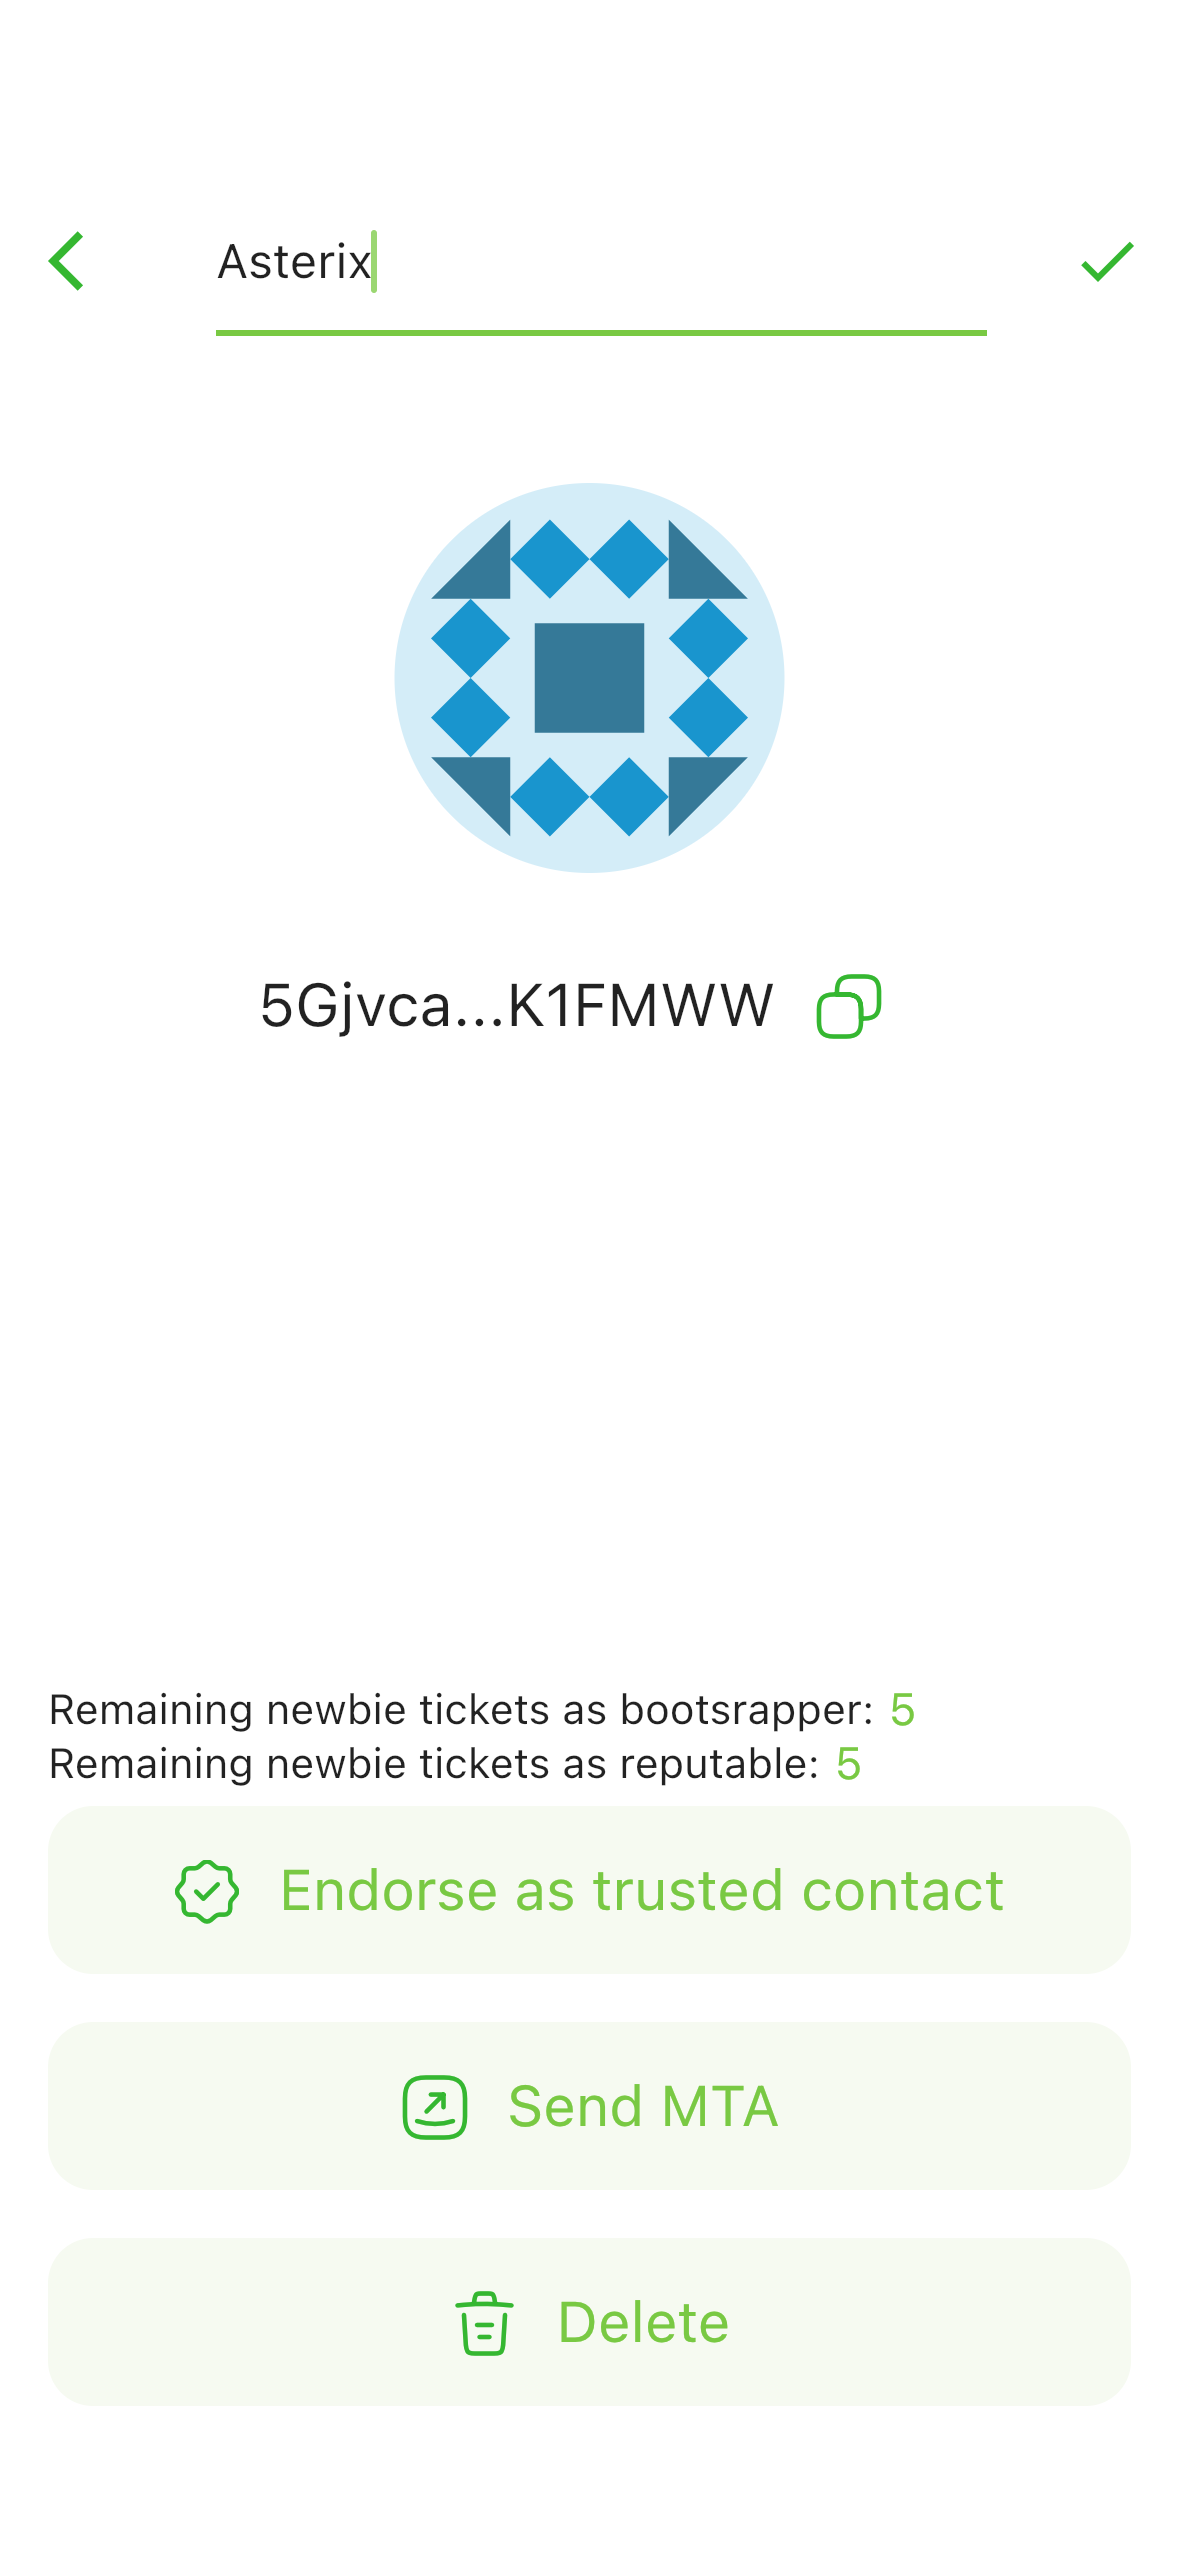 Asterix
5Gjvca...K1FMWW
Remaining newbie tickets as bootsrapper: 5
Remaining newbie tickets as reputable: 5
Endorse as trusted contact
Send MTA
Delete